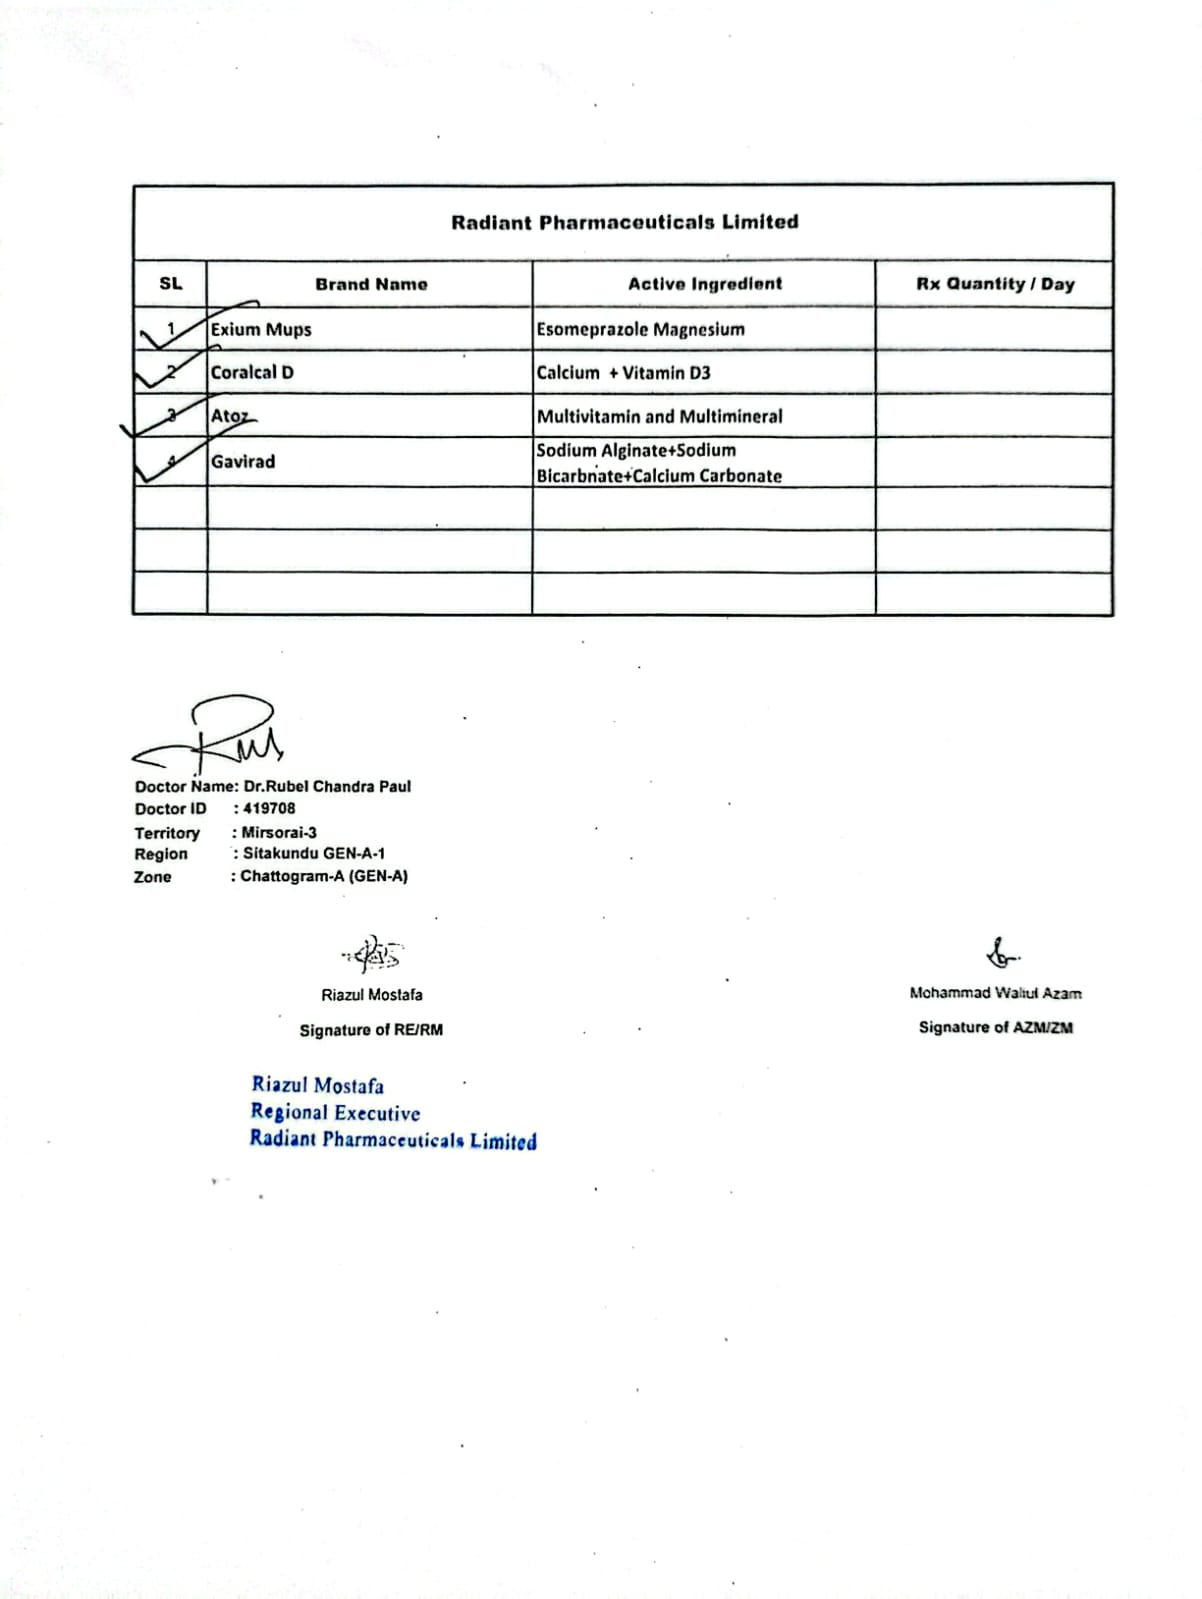 Radiant Pharmaceuticals Limited
SL Brand Name Active Ingredient Rx Quantity / Day
1 Exium Mups Esomeprazole Magnesium
2 Coralcal D Calcium + Vitamin D3
3 Atoz Multivitamin and Multimineral
4 Gavirad Sodium Alginate+Sodium
Bicarbnate+Calcium Carbonate
Doctor Name: Dr.Rubel Chandra Paul
Doctor ID : 419708
Territory : Mirsorai-3
Region : Sitakundu GEN-A-1
Zone : Chattogram-A (GEN-A)
Riazul Mostafa
Signature of RE/RM
Mohammad Waliul Azam
Signature of AZM/ZM
Riazul Mostafa
Regional Executive
Radiant Pharmaceuticals Limited